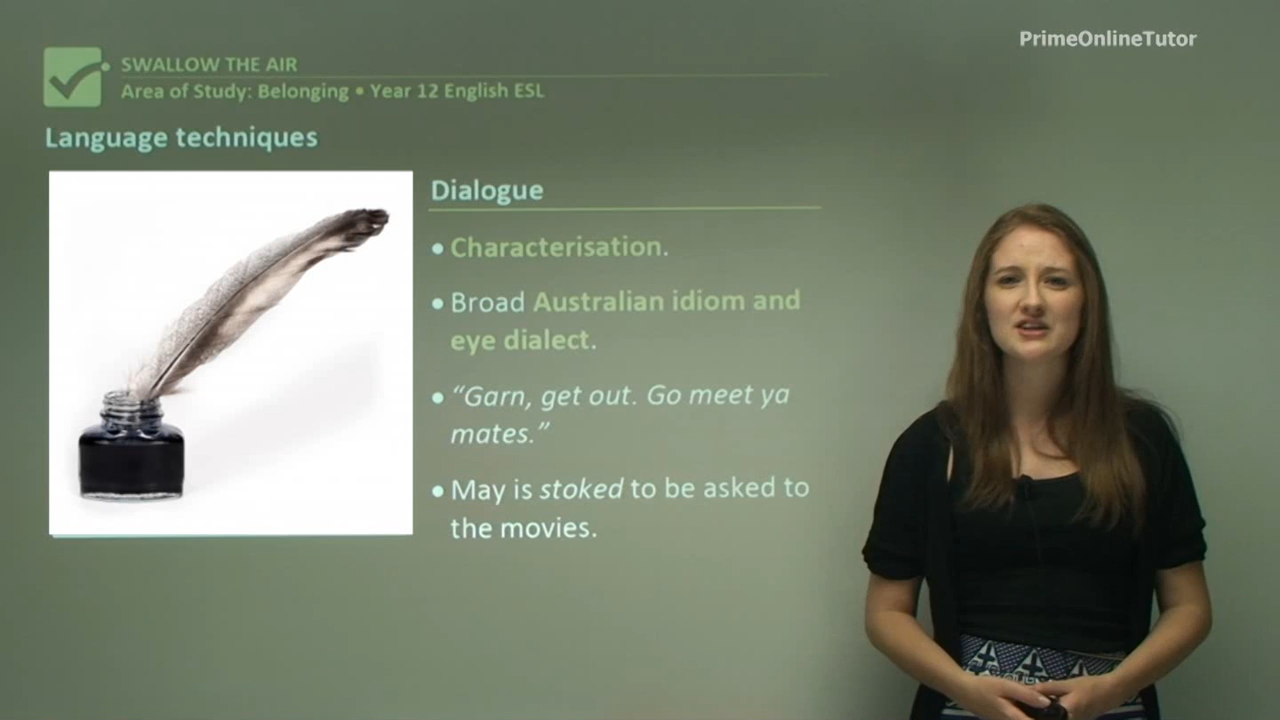 PrimeOnlineTutor
SWALLOW THE AIR
Area of Study: Belonging • Year 12 English ESL
Language techniques
Dialogue
• Characterisation.
• Broad Australian idiom and
eye dialect.
• “Garn, get out. Go meet ya
mates.”
• May is stoked to be asked to
the movies.